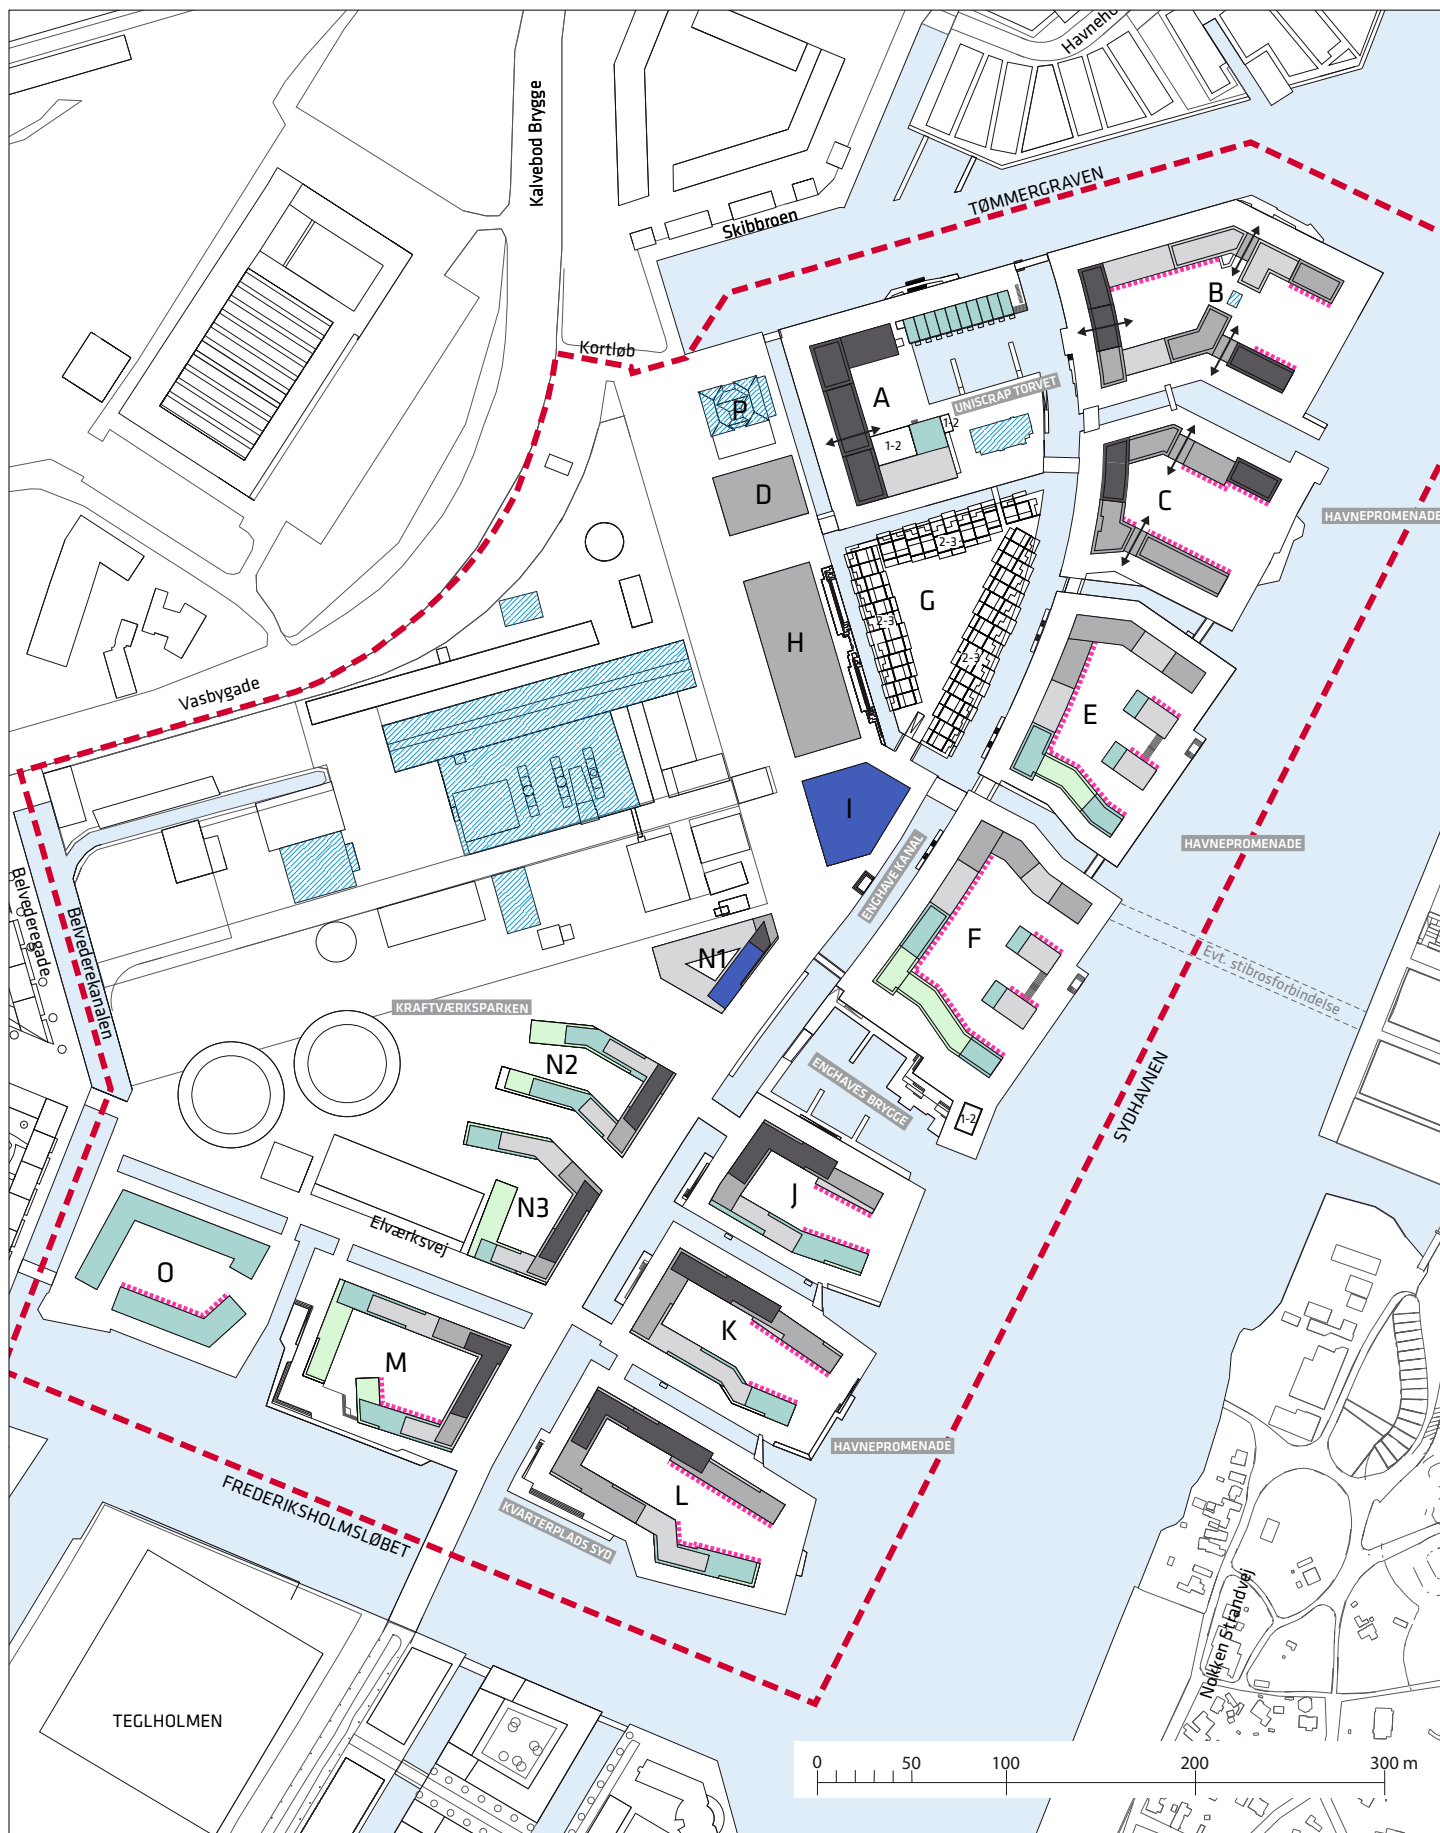 Havneho
Kalvebod Brygge
TØMMERGRAVEN
Skibbroen
B
Kortløb
UNISCRAP TORVET
A
P
1-2
1-2
D
C
HAVNEPROMENADE
2-3
G
2-3
H
2-3
Vasbygade
E
I
HAVNEPROMENADE
ENGHAVE KANAL
Belvederegade
Belvederekanalen
F
N1
Evt. stibrosforbindelse
KRAFTVÆRKSPARKEN
N2
ENGHAVES BRYGGE
SYDHAVNEN
1-2
J
N3
Elværksvej
O
K
M
HAVNEPROMENADE
L
FREDERIKSHOLMSLØBET
KVARTERPLADS SYD
Nokken Strandvej
TEGLHOLMEN
0 50 100 200 300 m